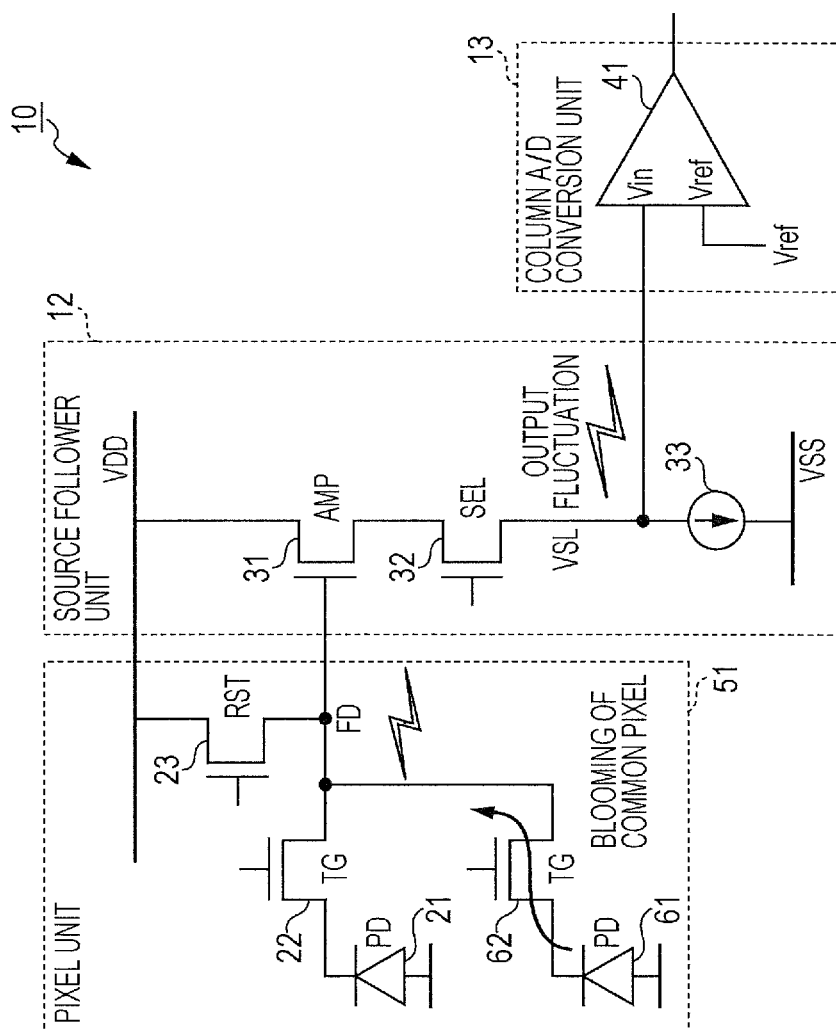 10
PIXEL UNIT
SOURCE FOLLOWER
UNIT
12
COLUMN A/D
CONVERSION UNIT
13
VDD
23
RST
31
AMP
FD
TG
22
PD
21
32
SEL
VSL
OUTPUT
FLUCTUATION
Vin
Vref
41
Vref
33
VSS
TG
62
PD
61
BLOOMING OF
COMMON PIXEL
51